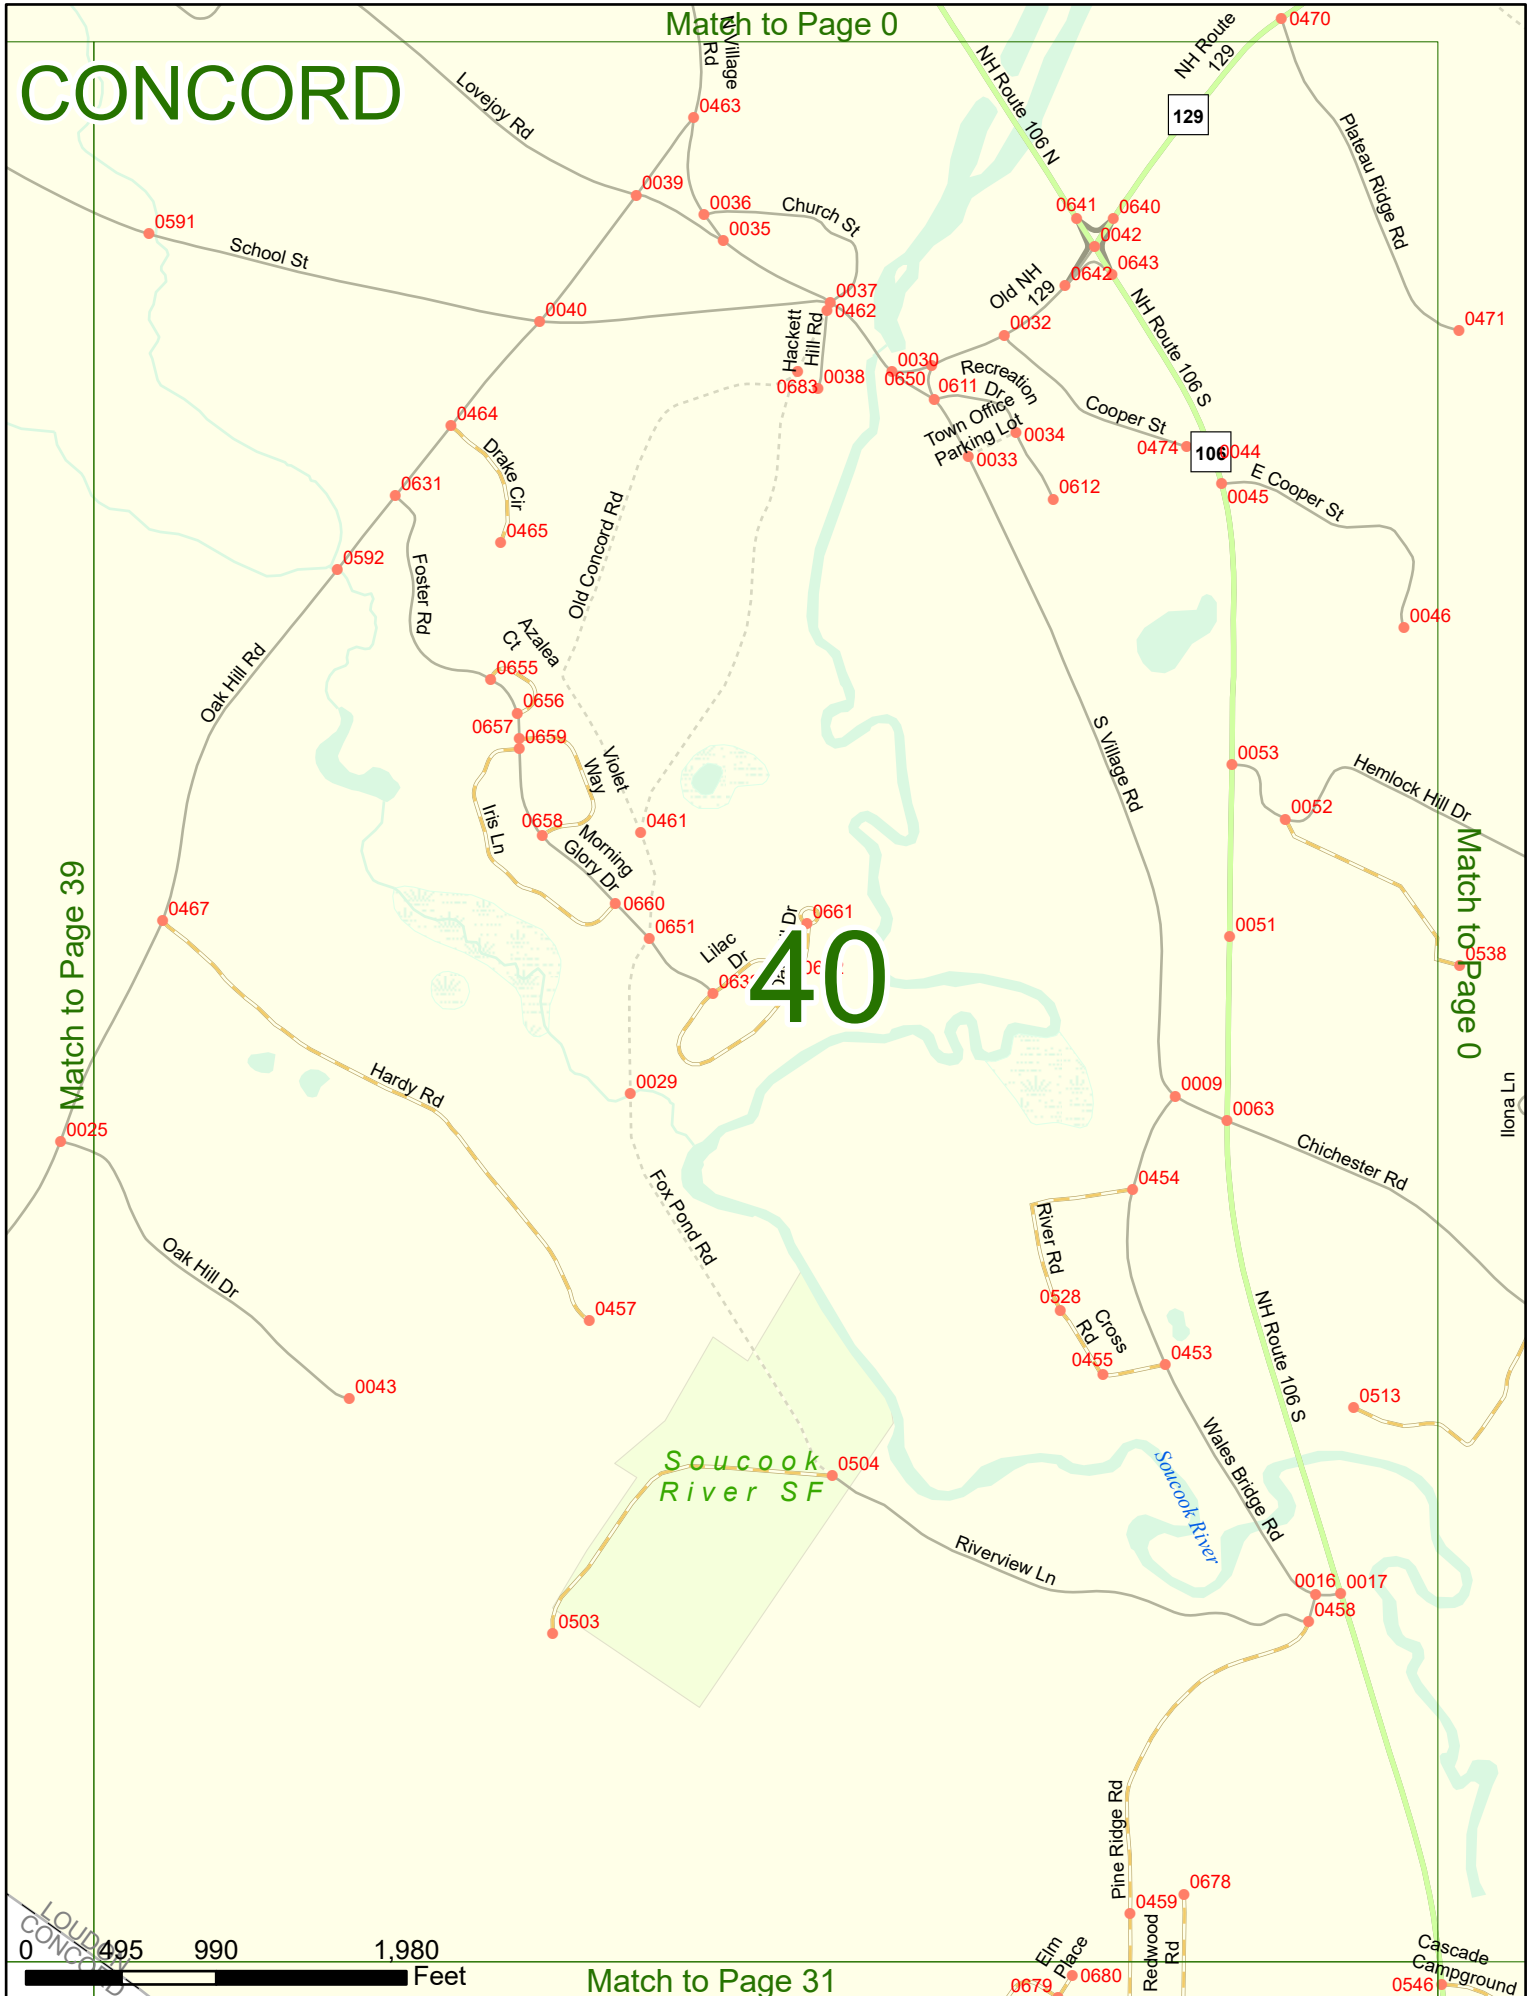 Match to Page 0
CONCORD
N Village
Rd
Lovejoy Rd
NH Route 106 N
NH Route
129
0470
129
Plateau Ridge Rd
0463
0039
0036
Church St
0035
0591
School St
0641
0640
0042
0643
0642
Old NH
129
0037
0462
0040
Hackett
Hill Rd
0032
NH Route 106 S
0471
0683
0038
0030
0650
Recreation
Dr
0611
Town Office
Parking Lot
0034
0033
0612
Cooper St
0474
106
0044
0045
E Cooper St
0046
0464
Drake Cir
0465
0631
0592
Foster Rd
Old Concord Rd
Oak Hill Rd
Azalea
Ct
0655
0656
0657
0659
Violet
Way
Iris Ln
0658
Morning
Glory Dr
0461
S Village Rd
0053
0052
Hemlock Hill Dr
Match to Page 39
Match to Page 0
0467
0660
0651
Lilac
Dr
Dr
0661
40
0051
0538
Hardy Rd
0029
0009
0063
Ilona Ln
0025
Chichester Rd
Oak Hill Dr
Fox Pond Rd
0454
River Rd
0528
Cross
Rd
0455
0453
NH Route 106 S
0457
0043
0513
Soucook
River SF
0504
Wales Bridge Rd
Soucook River
Riverview Ln
0016
0017
0458
0503
Pine Ridge Rd
0678
0459
Redwood
Rd
Elm
Place
0680
0679
LOUDON
CONCORD
0 495 990 1,980
Feet
Match to Page 31
Cascade
Campground
0546